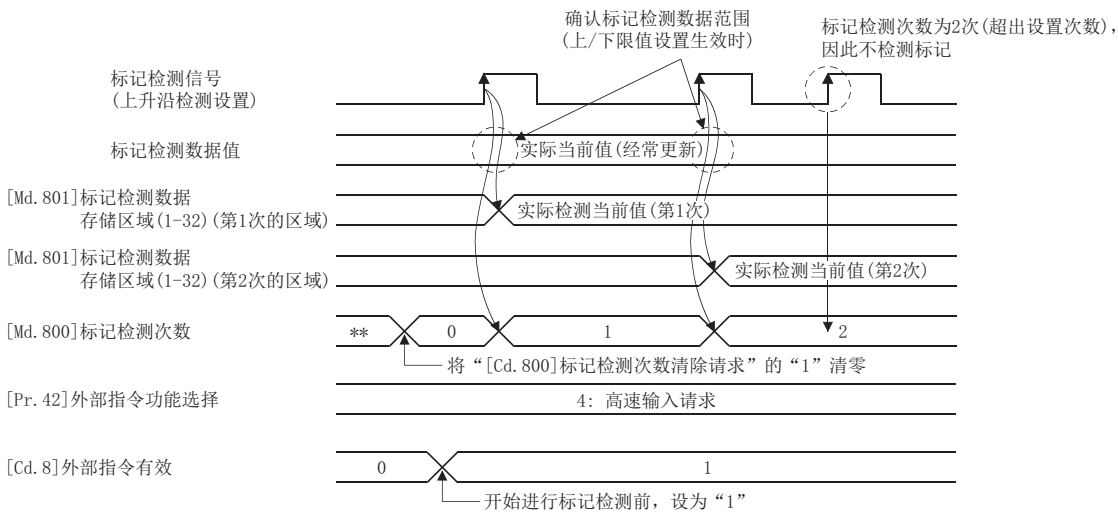 确认标记检测数据范围
(上/下限值设置生效时)
标记检测次数为2次(超出设置次数),
因此不检测标记
标记检测信号
(上升沿检测设置)
标记检测数据值
实际当前值(经常更新)
[Md.801]标记检测数据
存储区域(1-32)(第1次的区域)
实际检测当前值(第1次)
[Md.801]标记检测数据
存储区域(1-32)(第2次的区域)
实际检测当前值(第2次)
[Md.800]标记检测次数
** 0 1 2
将“[Cd.800]标记检测次数清除请求”的“1”清零
[Pr.42]外部指令功能选择
4: 高速输入请求
[Cd.8]外部指令有效
0 1
开始进行标记检测前，设为“1”